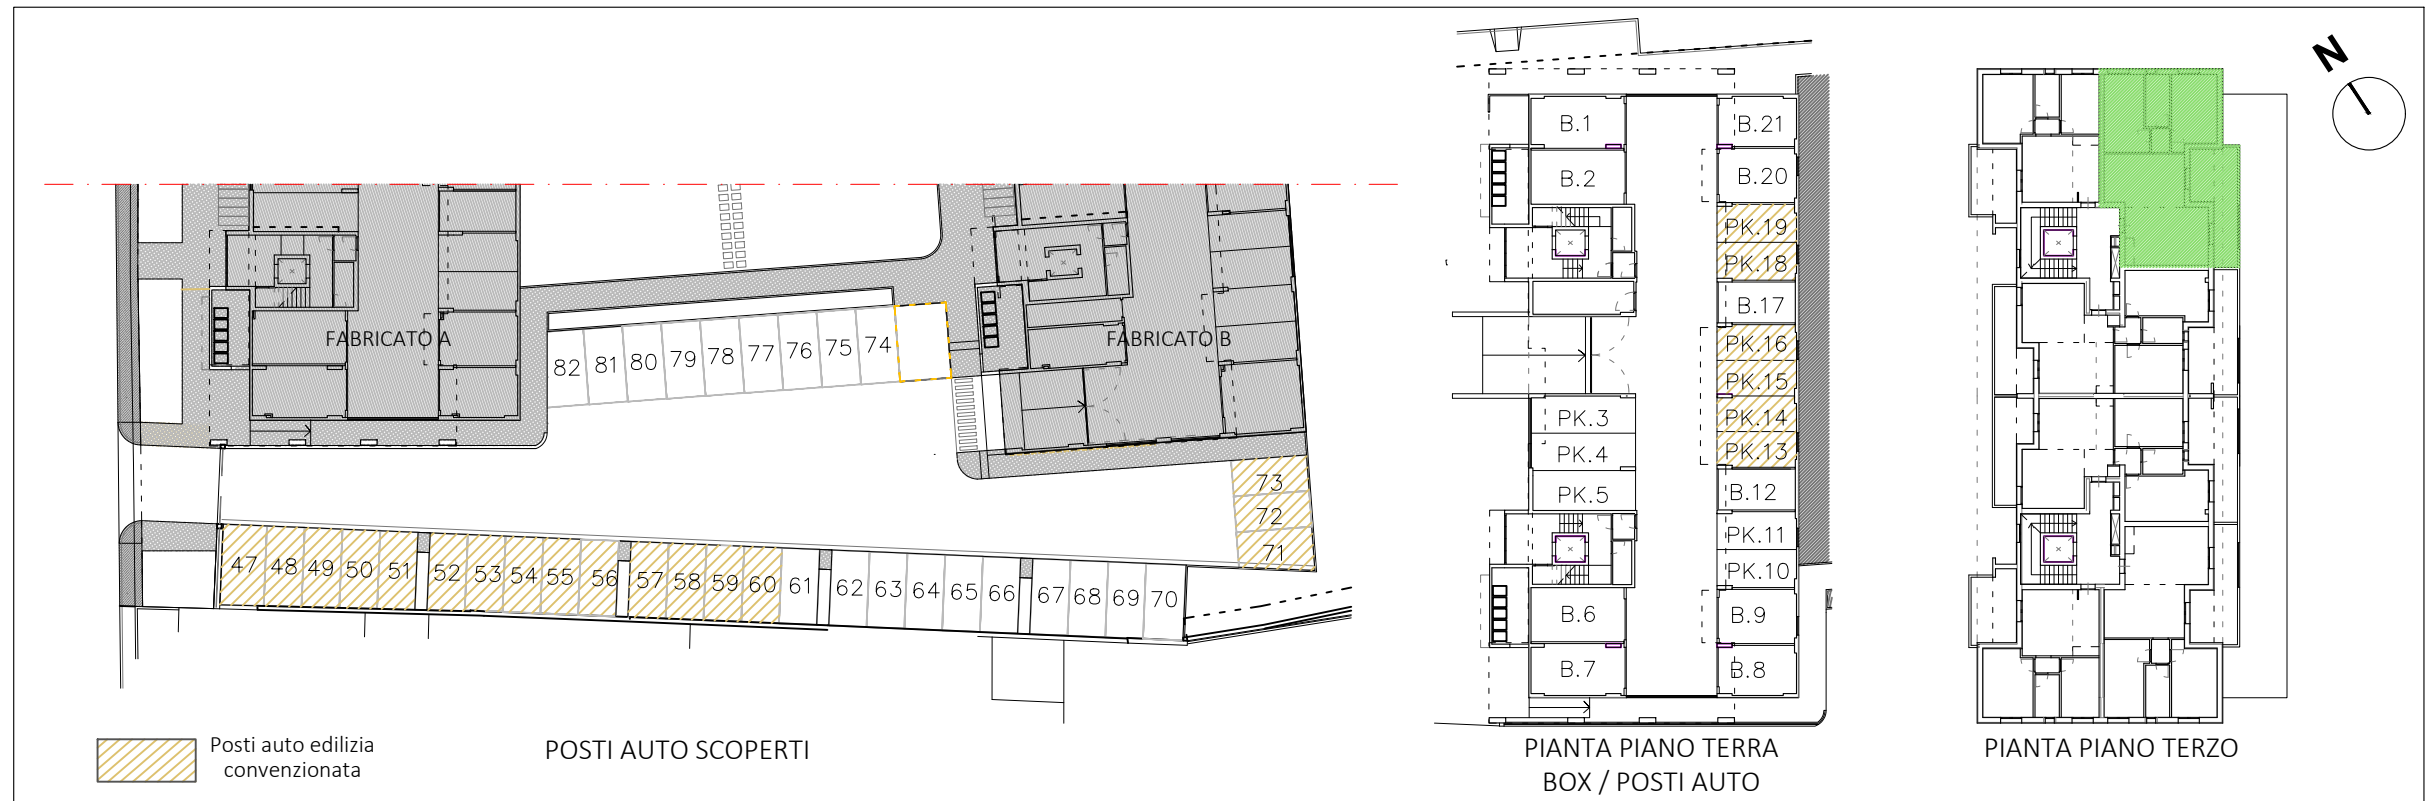 N
B.1
B.21
B.2
B.20
PK.19
PK.18
B.17
PK.16
PK.15
PK.3
PK.14
PK.4
PK.13
PK.5
B.12
PK.11
PK.10
B.6
B.9
B.7
B.8
FABRICATO A
FABRICATO B
82 81 80 79 78 77 76 75 74
73
72
71
47 48 49 50 51 52 53 54 55 56 57 58 59 60 61 62 63 64 65 66 67 68 69 70
Posti auto edilizia
convenzionata
POSTI AUTO SCOPERTI
PIANTA PIANO TERRA
BOX / POSTI AUTO
PIANTA PIANO TERZO